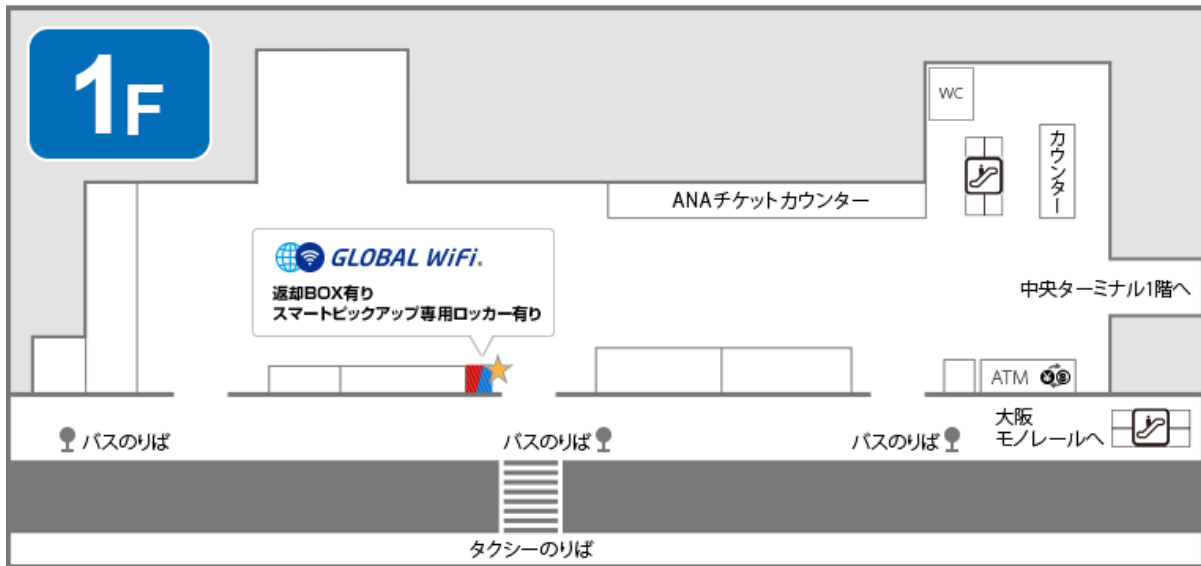 1F
WC
カウンター
ANAチケットカウンター
GLOBAL WiFi.
返却BOX有り
スマートピックアップ専用ロッカー有り
中央ターミナル1階へ
ATM
大阪
モノレールへ
バスのりば
バスのりば
バスのりば
タクシーのりば